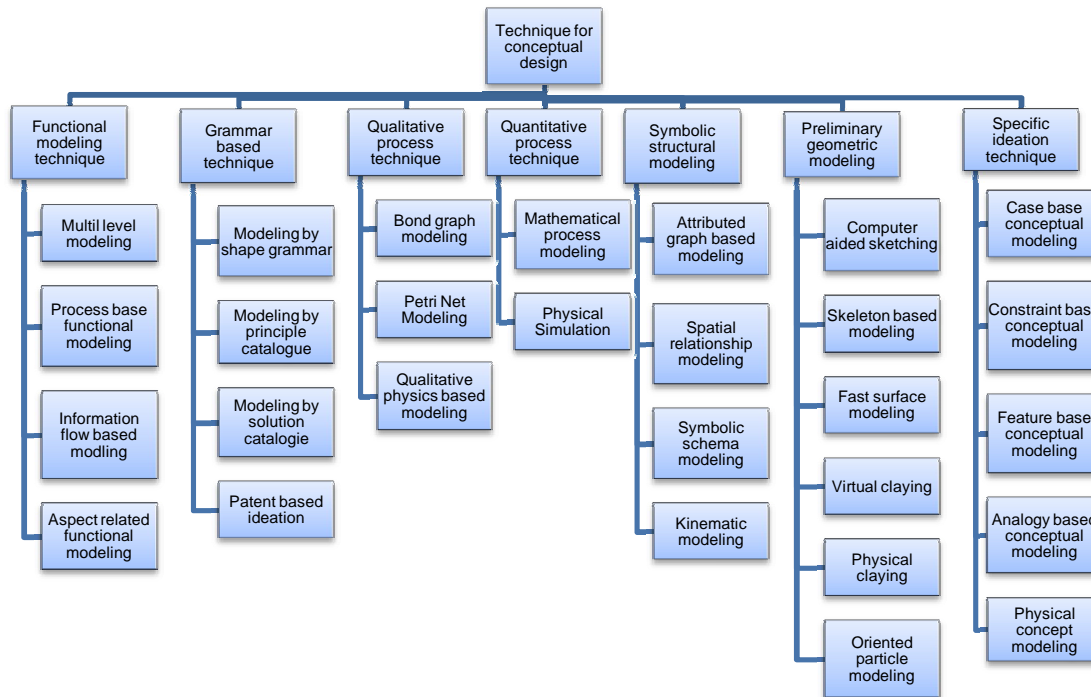 Technique for
conceptual
design
Functional
modeling
technique
Multil level
modeling
Process base
functional
modeling
Information
flow based
modling
Aspect related
functional
modeling
Grammar
based
technique
Modeling by
shape grammar
Modeling by
principle
catalogue
Modeling by
solution
catalogie
Patent based
ideation
Qualitative
process
technique
Bond graph
modeling
Petri Net
Modeling
Qualitative
physics based
modeling
Quantitative
process
technique
Mathematical
process
modeling
Physical
Simulation
Symbolic
structural
modeling
Attributed
graph based
modeling
Spatial
relationship
modeling
Symbolic
schema
modeling
Kinematic
modeling
Preliminary
geometric
modeling
Computer
aided sketching
Skeleton based
modeling
Fast surface
modeling
Virtual claying
Physical
claying
Oriented
particle
modeling
Specific
ideation
technique
Case base
conceptual
modeling
Constraint base
conceptual
modeling
Feature base
conceptual
modeling
Analogy based
conceptual
modeling
Physical
concept
modeling